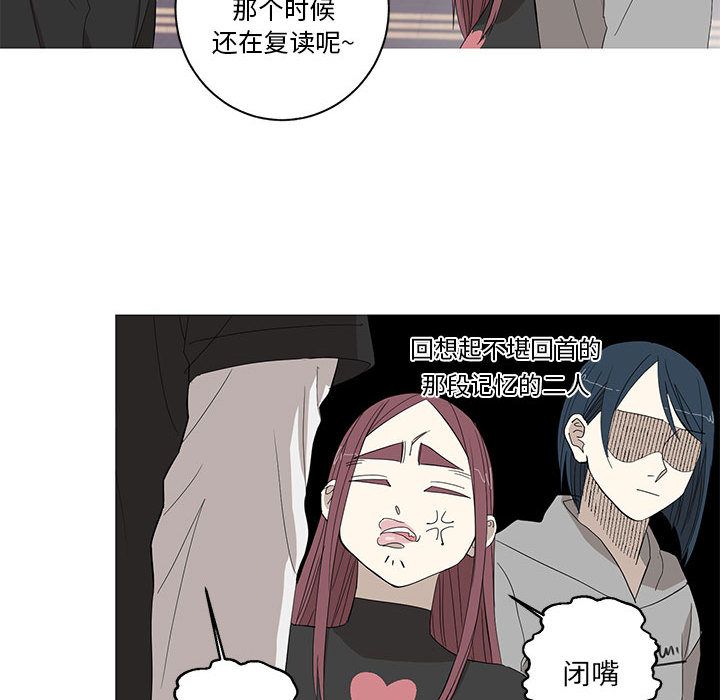 那个时候
还在复读呢~
回想起不堪回首的
那段记忆的二人
闭嘴